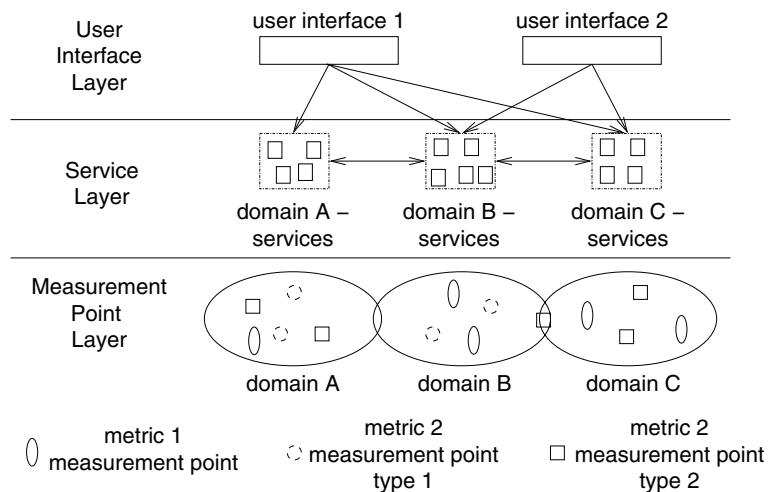 User
Interface
Layer
user interface 1
user interface 2
Service
Layer
domain A –
services
domain B –
services
domain C –
services
Measurement
Point
Layer
domain A
domain B
domain C
metric 1
measurement point
metric 2
measurement point
type 1
metric 2
measurement point
type 2